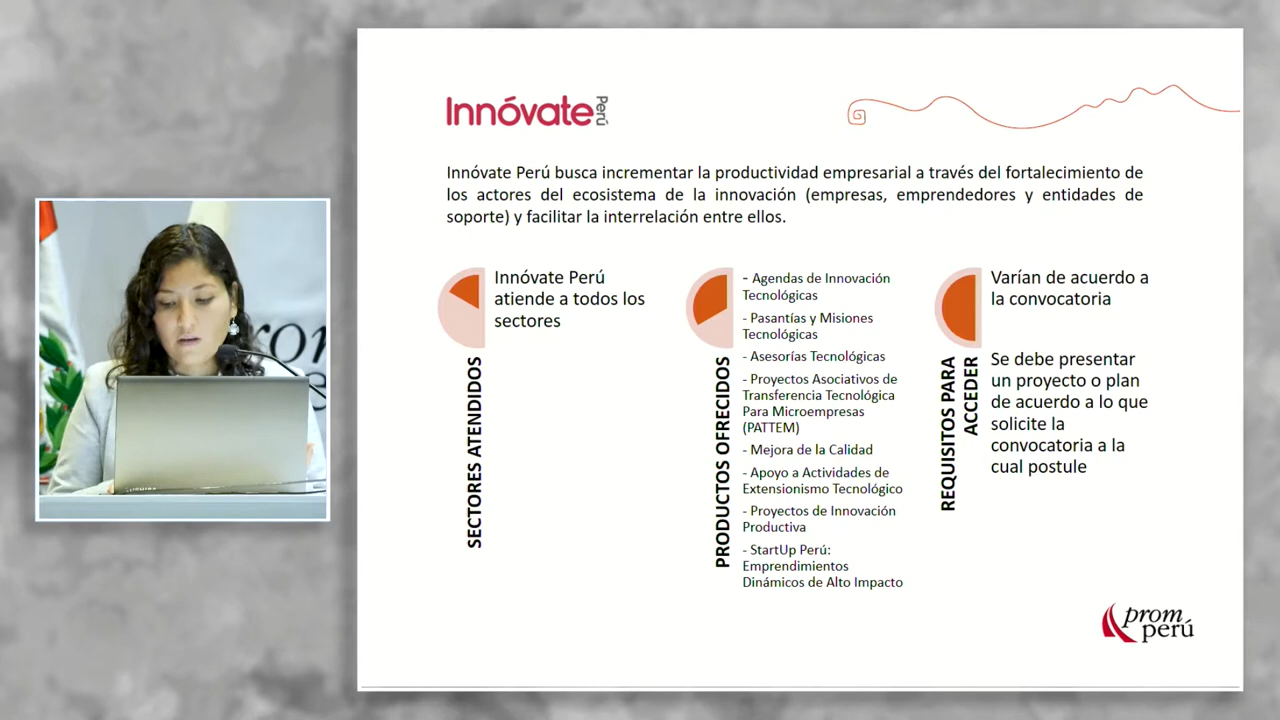 Innóvate Perú
Innóvate Perú busca incrementar la productividad empresarial a través del fortalecimiento de
los actores del ecosistema de la innovación (empresas, emprendedores y entidades de
soporte) y facilitar la interrelación entre ellos.
SECTORES ATENDIDOS
Innóvate Perú
atiende a todos los
sectores
PRODUCTOS OFRECIDOS
- Agendas de Innovación
Tecnológicas
- Pasantías y Misiones
Tecnológicas
- Asesorías Tecnológicas
- Proyectos Asociativos de
Transferencia Tecnológica
Para Microempresas
(PATTEM)
- Mejora de la Calidad
- Apoyo a Actividades de
Extensionismo Tecnológico
- Proyectos de Innovación
Productiva
- StartUp Perú:
Emprendimientos
Dinámicos de Alto Impacto
REQUISITOS PARA
ACCEDER
Varían de acuerdo a
la convocatoria
Se debe presentar
un proyecto o plan
de acuerdo a lo que
solicite la
convocatoria a la
cual postule
prom
perú